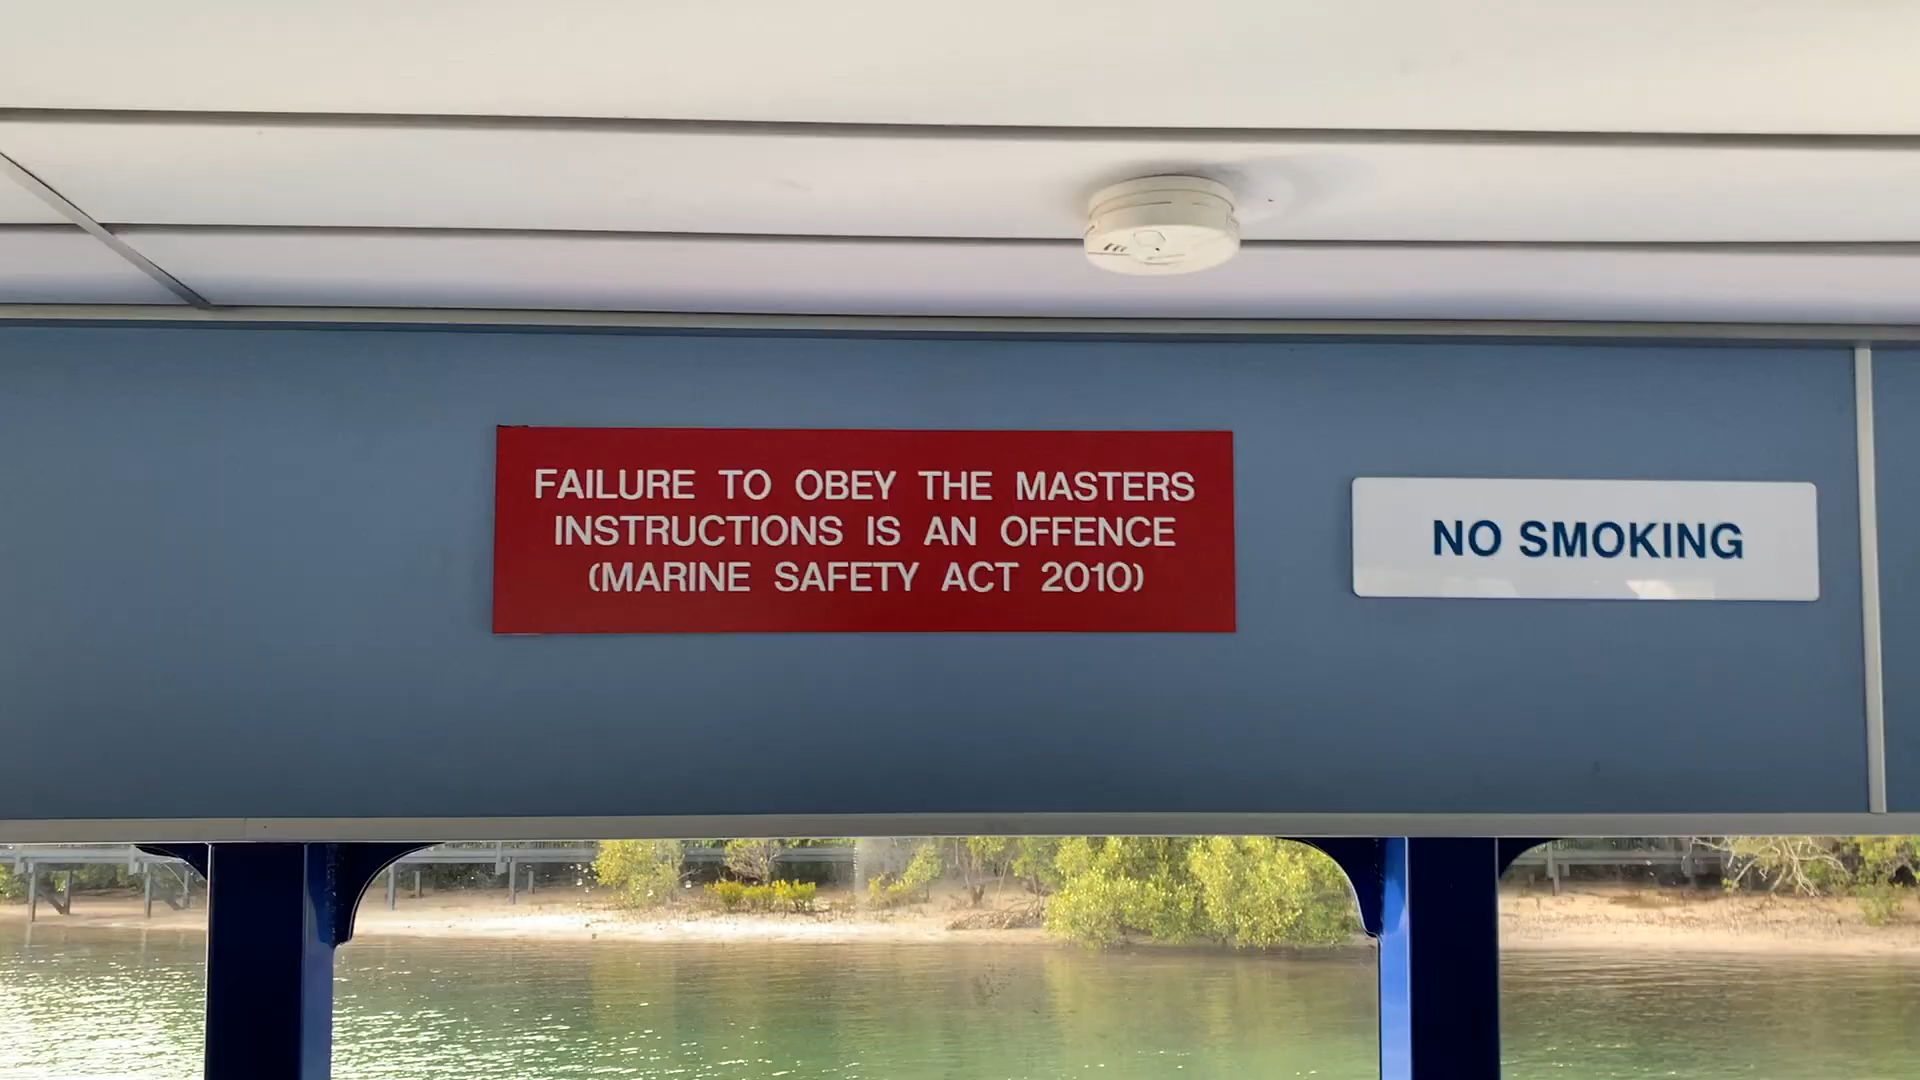 FAILURE TO OBEY THE MASTERS
INSTRUCTIONS IS AN OFFENCE
(MARINE SAFETY ACT 2010)
NO SMOKING